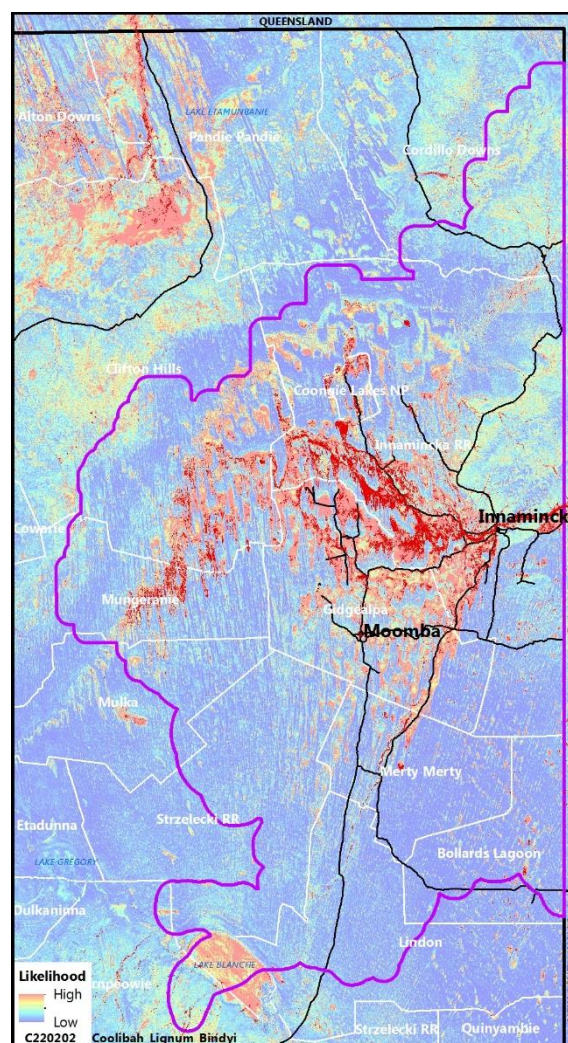 QUEENSLAND
LAKE ETAMUNBANIE
Alton Downs
Pandie Pandie
Cordillo Downs
Clifton Hills
Coongie Lakes NP
Innamincka RR
Innaminck
Cowarie
Mungeranie
Gidgealpa
Moomba
Mulka
Merty Merty
Etadunna
Strzelecki RR
LAKE GREGORY
Bollards Lagoon
Dulkaninna
Lindon
LAKE BLANCHE
Likelihood
High
Low
C220202 Coolibah Lignum Bindyi
Strzelecki RR
Quinyambie